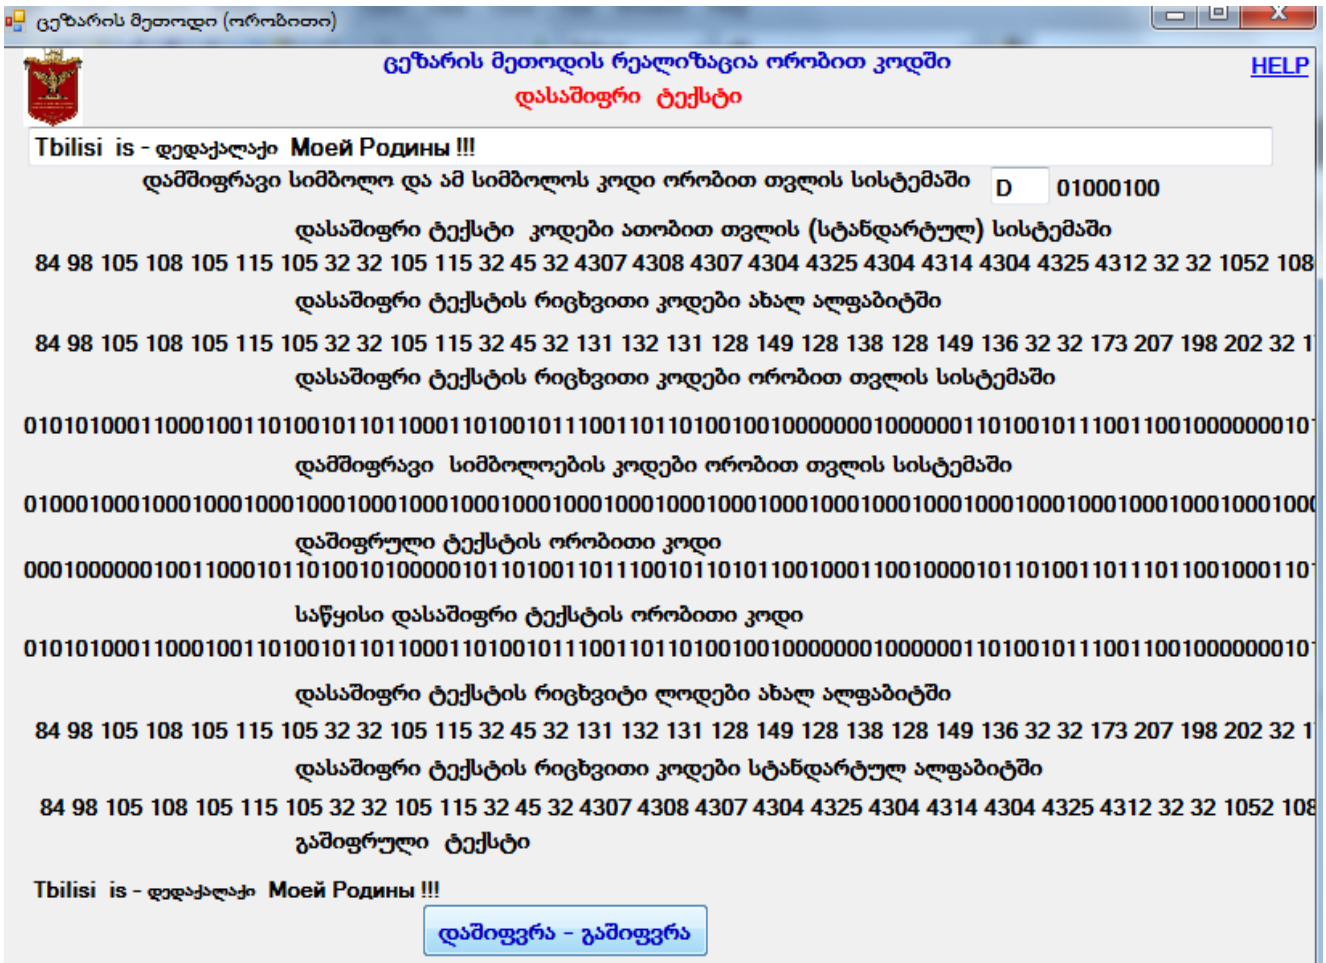 ცეზარის მეთოდი (ორობითი)
ცეზარის მეთოდის რეალიზაცია ორობით კოდში
HELP
დასაშიფრი ტექსტი
Tbilisi is - დედაქალაქი Моей Родины !!!
დამშიფრავი სიმბოლო და ამ სიმბოლოს კოდი ორობით თვლის სისტემაში D 01000100
დასაშიფრი ტექსტი კოდები ათობით თვლის (სტანდარტულ) სისტემაში
84 98 105 108 105 115 105 32 32 105 115 32 45 32 4307 4308 4307 4304 4325 4304 4314 4304 4325 4312 32 32 1052 108
დასაშიფრი ტექსტის რიცხვითი კოდები ახალ ალფაბიტში
84 98 105 108 105 115 105 32 32 105 115 32 45 32 131 132 131 128 149 128 138 128 149 136 32 32 173 207 198 202 32 1
დასაშიფრი ტექსტის რიცხვითი კოდები ორობით თვლის სისტემაში
01010100011000100110100101101100011010010111001101101001001000000010000001101001011100110010000000101
დამშიფრავი სიმბოლოების კოდები ორობით თვლის სისტემაში
01000100010001000100010001000100010001000100010001000100010001000100010001000100010001000100010001000
დაშიფრული ტექსტის ორობითი კოდი
00010000001001100010110100101000001011010011011100101101011001000110010000101101001101110110010001101
საწყისი დასაშიფრი ტექსტის ორობითი კოდი
01010100011000100110100101101100011010010111001101101001001000000010000001101001011100110010000000101
დასაშიფრი ტექსტის რიცხვიტი ლოდები ახალ ალფაბიტში
84 98 105 108 105 115 105 32 32 105 115 32 45 32 131 132 131 128 149 128 138 128 149 136 32 32 173 207 198 202 32 1
დასაშიფრი ტექსტის რიცხვითი კოდები სტანდარტულ ალფაბიტში
84 98 105 108 105 115 105 32 32 105 115 32 45 32 4307 4308 4307 4304 4325 4304 4314 4304 4325 4312 32 32 1052 108
გაშიფრული ტექსტი
Tbilisi is - დედაქალაქი Моей Родины !!!
დაშიფვრა - გაშიფვრა